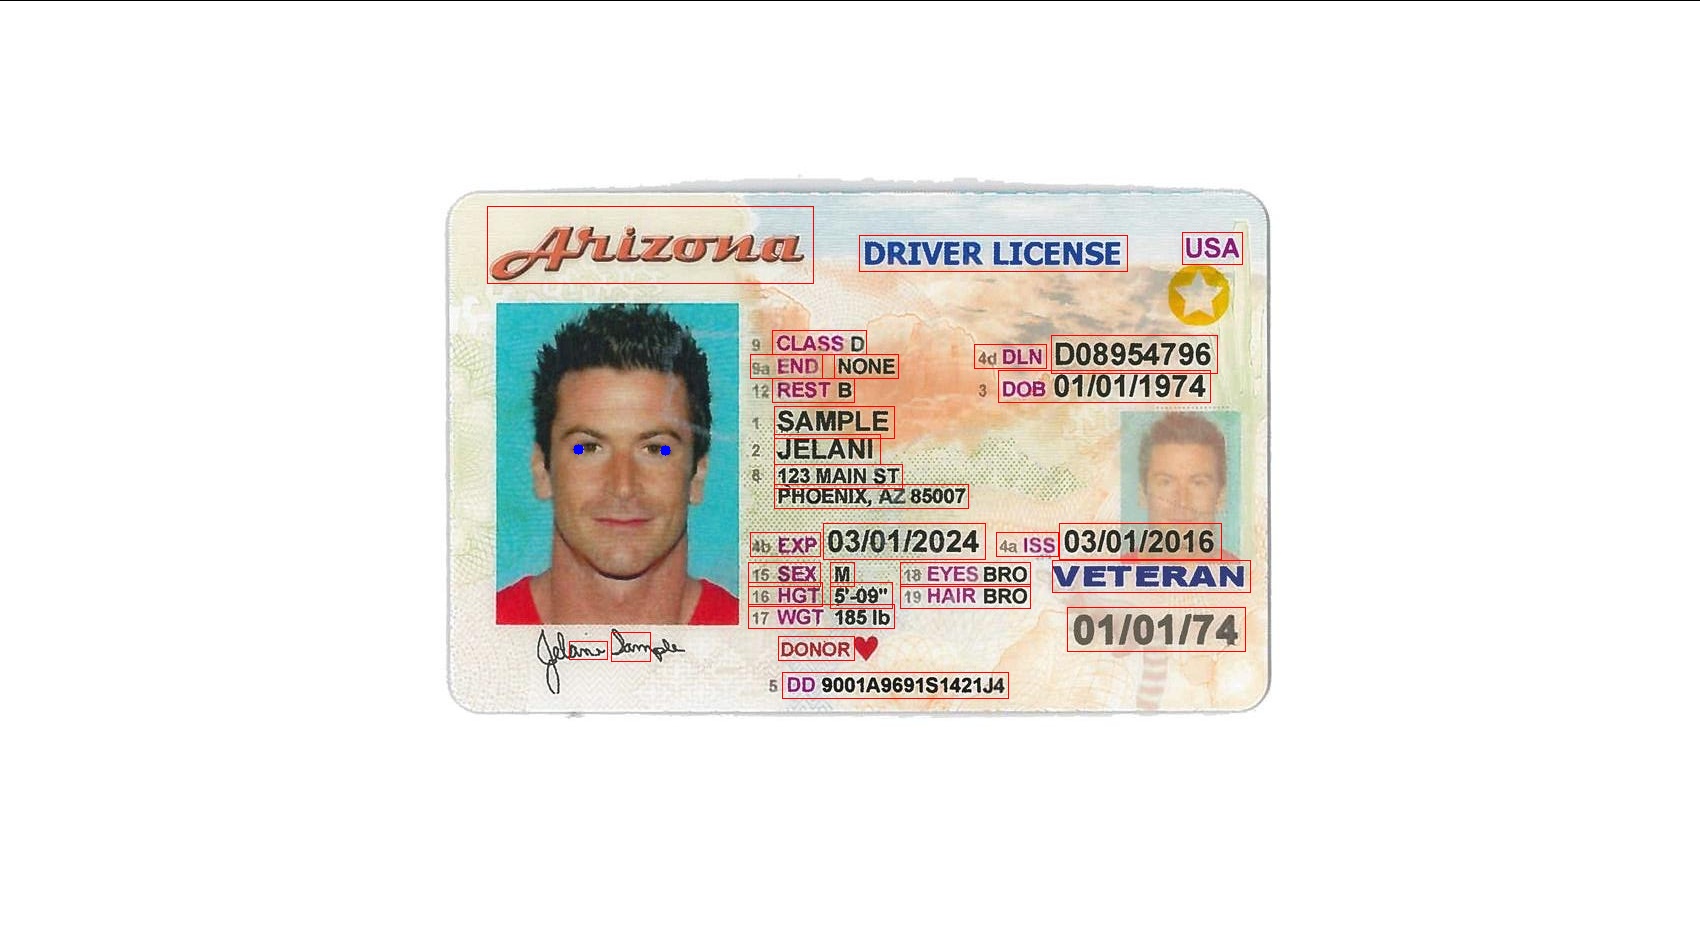 Arizona DRIVER LICENSE USA
9 CLASS D
9a END NONE 4d DLN D08954796
12 REST B 3 DOB 01/01/1974
1 SAMPLE
2 JELANI
8 123 MAIN ST
PHOENIX, AZ 85007
4b EXP 03/01/2024 4a ISS 03/01/2016
15 SEX M 18 EYES BRO VETERAN
16 HGT 5'-09" 19 HAIR BRO
17 WGT 185 lb 01/01/74
Jelani Sample DONOR
5 DD 9001A9691S1421J4